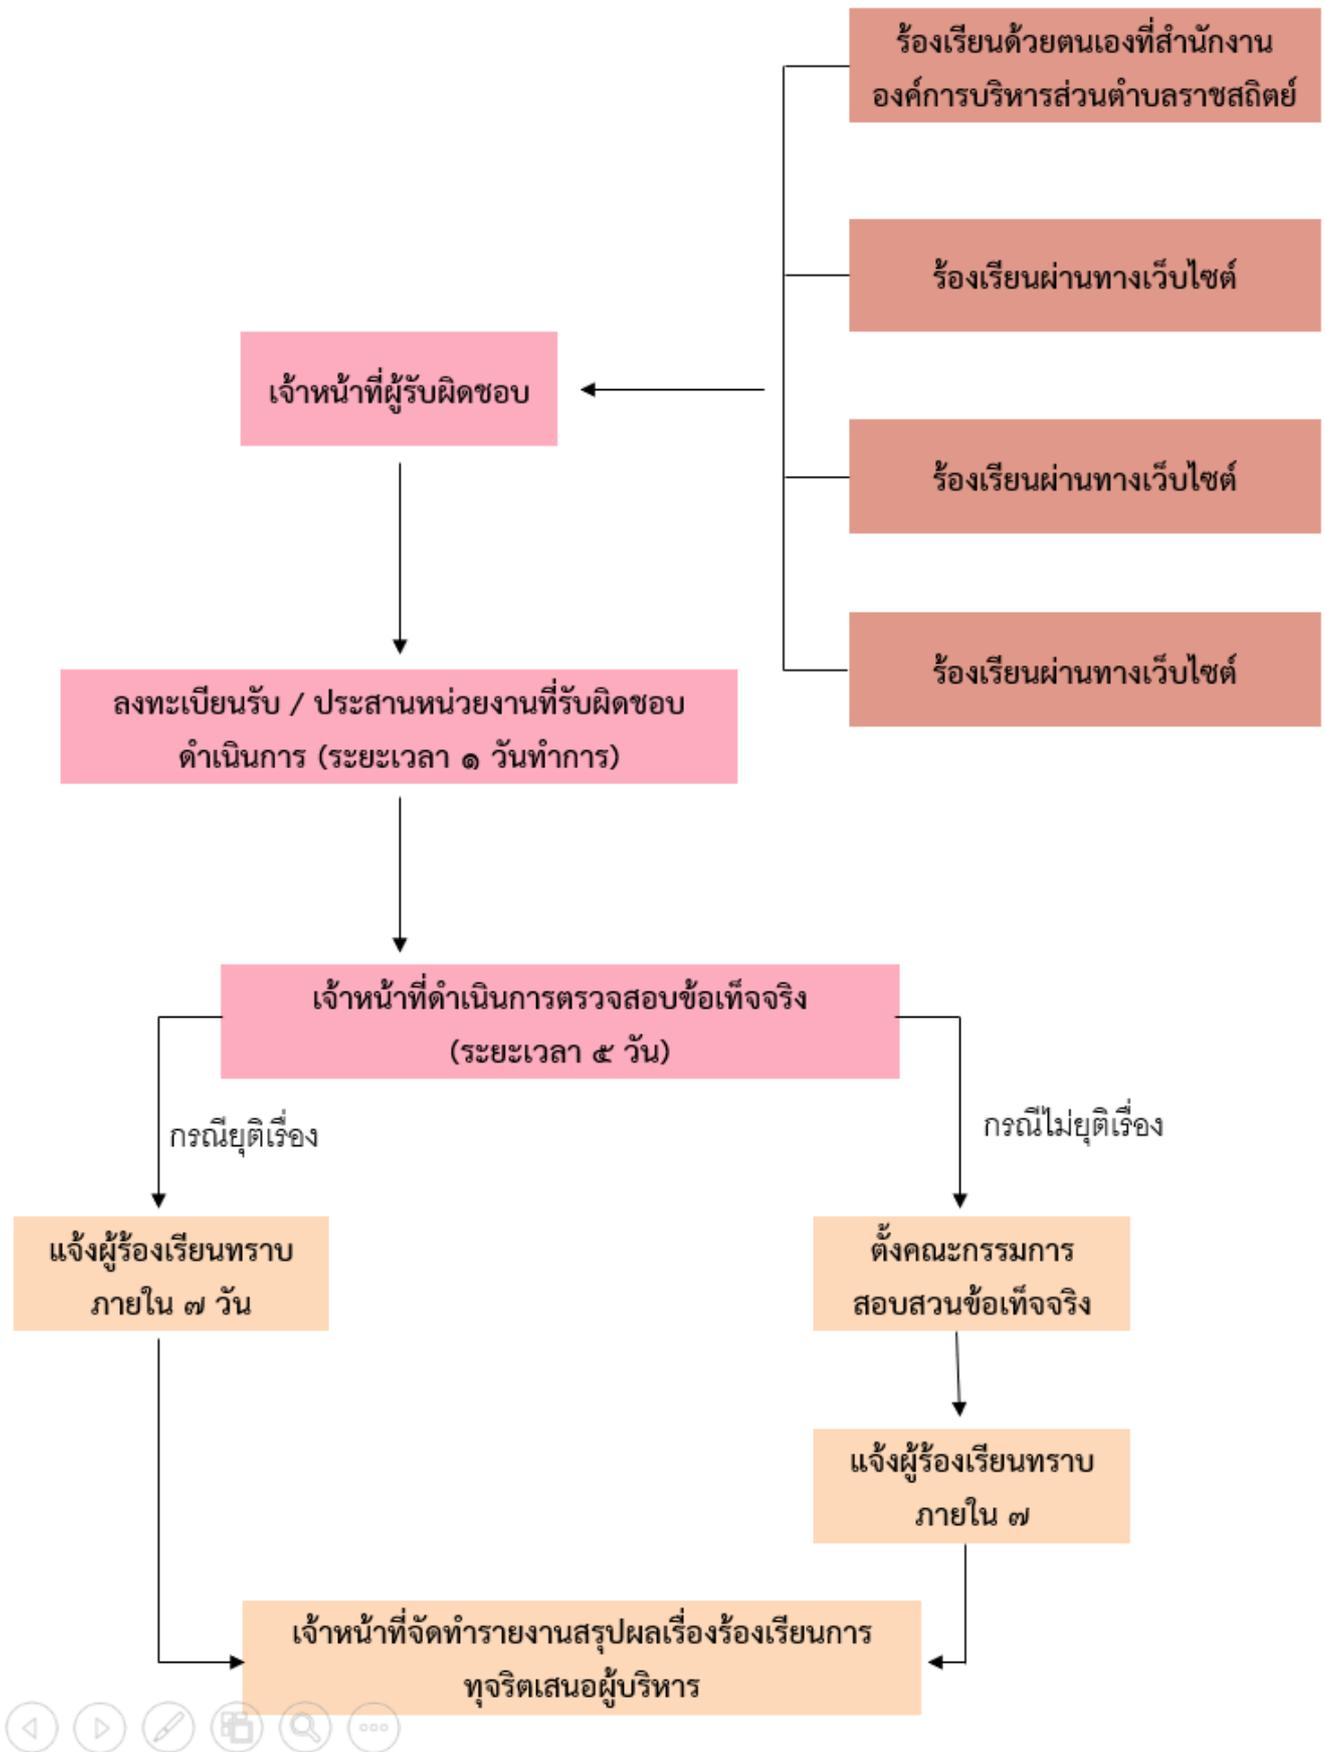 ร้องเรียนด้วยตนเองที่สำนักงาน
องค์การบริหารส่วนตำบลราชสถิตย์
ร้องเรียนผ่านทางเว็บไซต์
เจ้าหน้าที่ผู้รับผิดชอบ
ร้องเรียนผ่านทางเว็บไซต์
ร้องเรียนผ่านทางเว็บไซต์
ลงทะเบียนรับ / ประสานหน่วยงานที่รับผิดชอบ
ดำเนินการ (ระยะเวลา ๑ วันทำการ)
เจ้าหน้าที่ดำเนินการตรวจสอบข้อเท็จจริง
(ระยะเวลา ๕ วัน)
กรณียุติเรื่อง
กรณีไม่ยุติเรื่อง
แจ้งผู้ร้องเรียนทราบ
ภายใน ๗ วัน
ตั้งคณะกรรมการ
สอบสวนข้อเท็จจริง
แจ้งผู้ร้องเรียนทราบ
ภายใน ๗
เจ้าหน้าที่จัดทำรายงานสรุปผลเรื่องร้องเรียนการ
ทุจริตเสนอผู้บริหาร